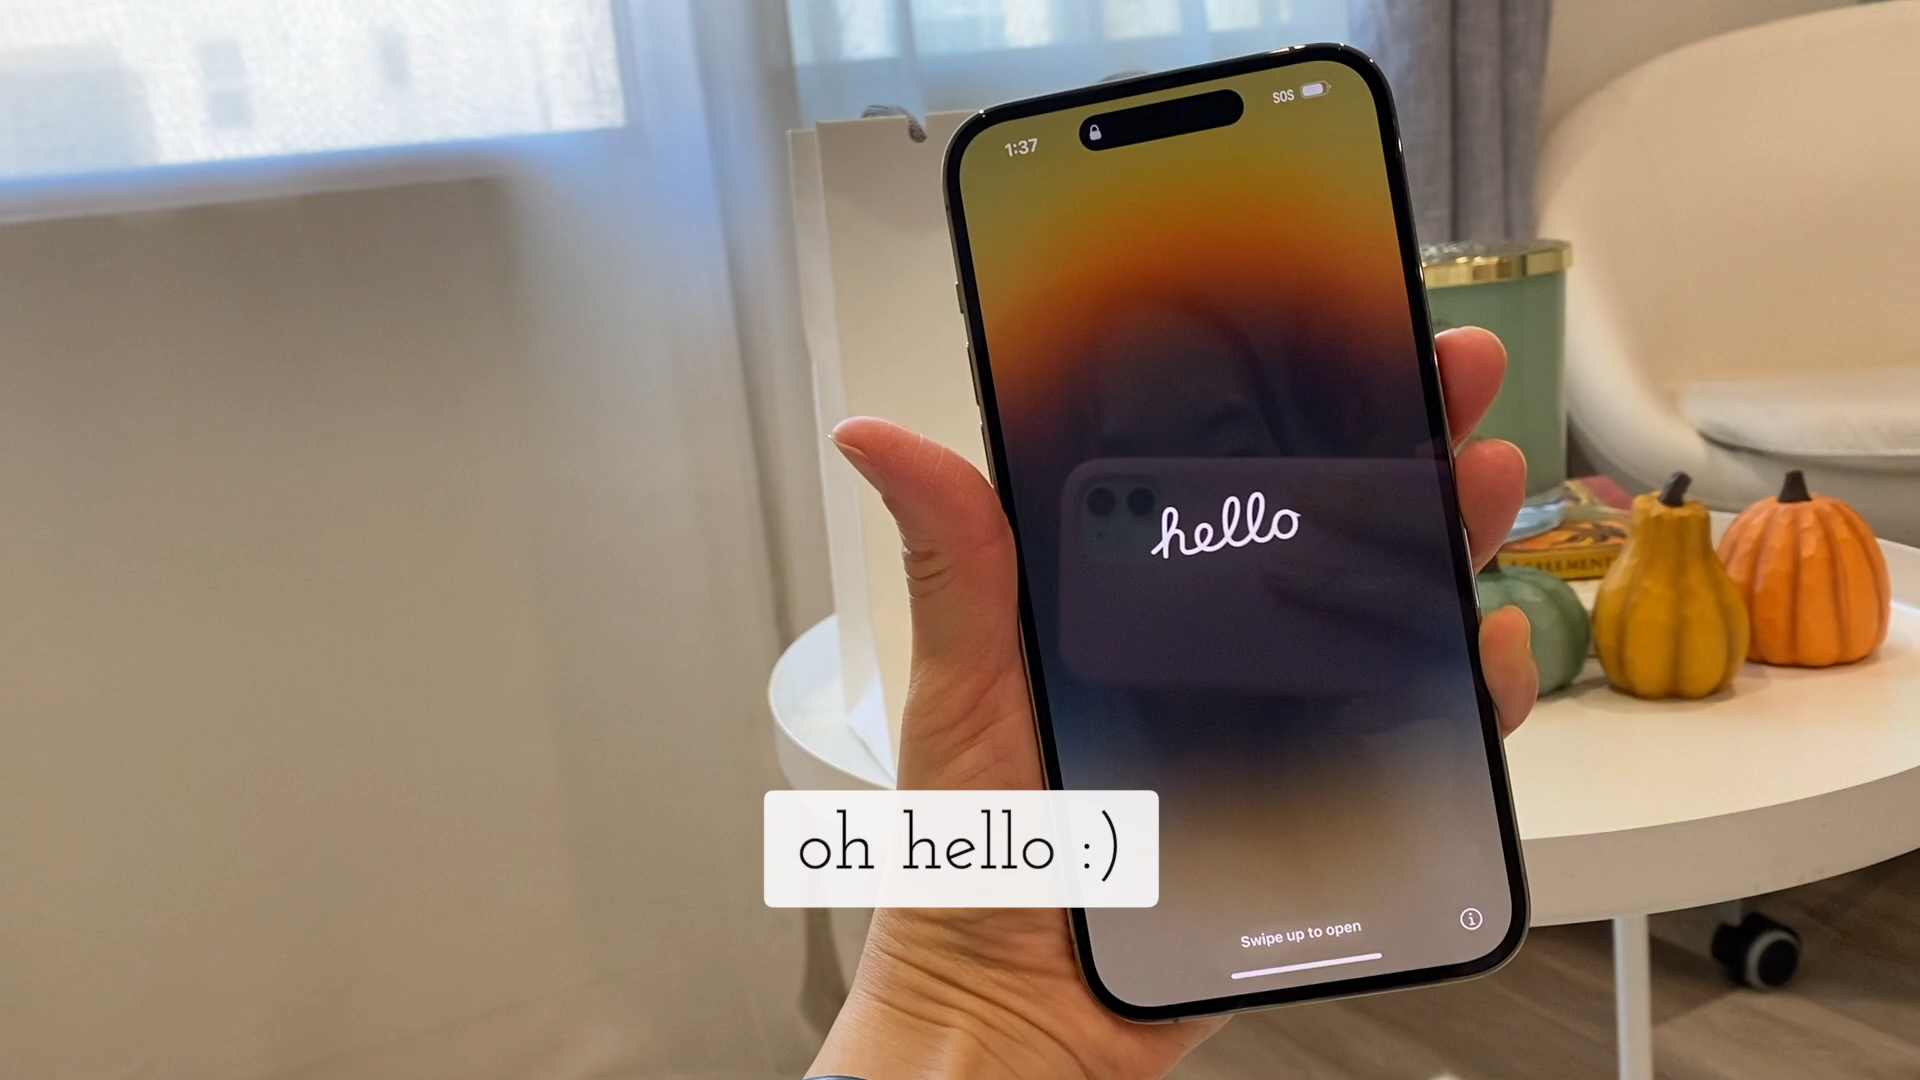 1:37
SOS
hello
oh hello :)
Swipe up to open